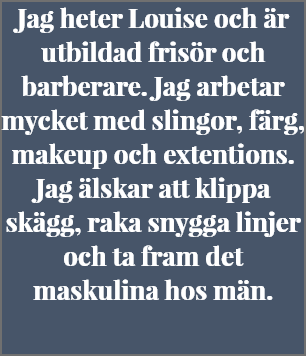 Jag heter Louise och är
utbildad frisör och
barberare. Jag arbetar
mycket med slingor, färg,
makeup och extentions.
Jag älskar att klippa
skägg, raka snygga linjer
och ta fram det
maskulina hos män.